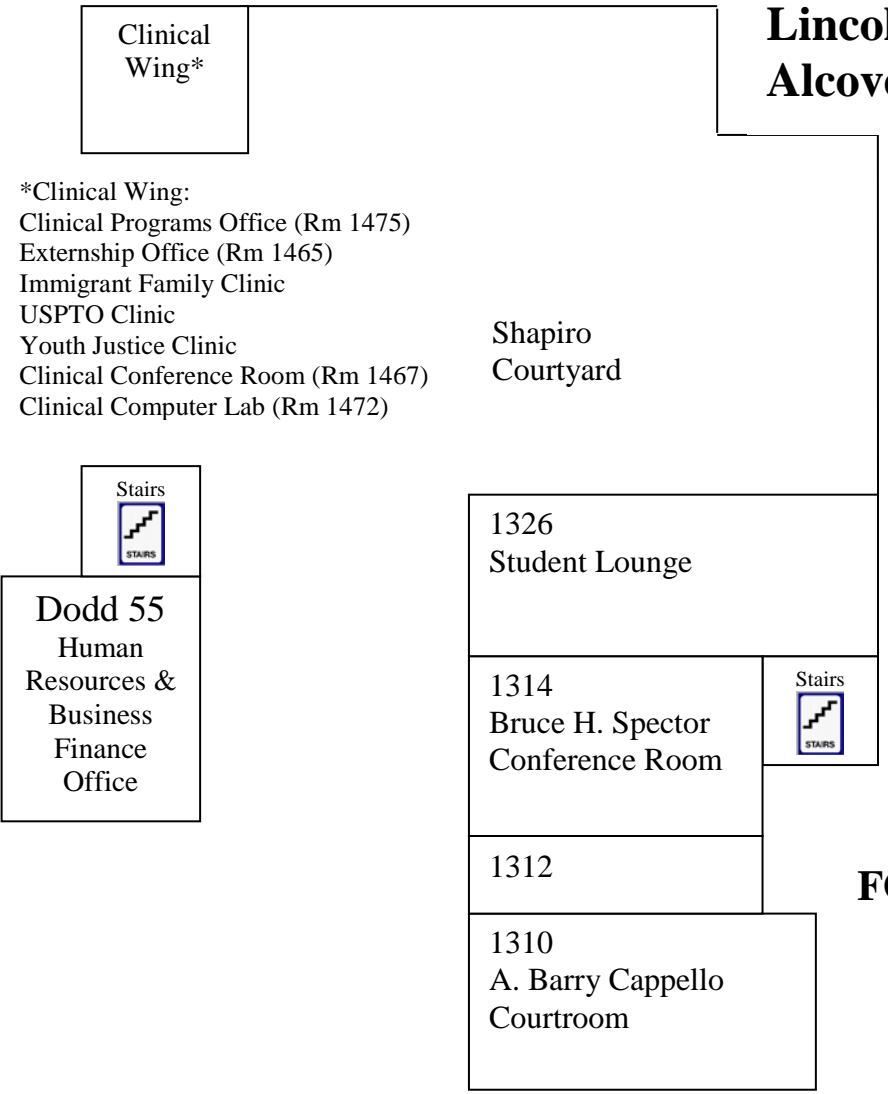 Clinical
Wing*
*Clinical Wing:
Clinical Programs Office (Rm 1475)
Externship Office (Rm 1465)
Immigrant Family Clinic
USPTO Clinic
Youth Justice Clinic
Clinical Conference Room (Rm 1467)
Clinical Computer Lab (Rm 1472)
Shapiro
Courtyard
Stairs
STAIRS
Dodd 55
Human
Resources &
Business
Finance
Office
1326
Student Lounge
1314
Bruce H. Spector
Conference Room
Stairs
STAIRS
1312
1310
A. Barry Cappello
Courtroom